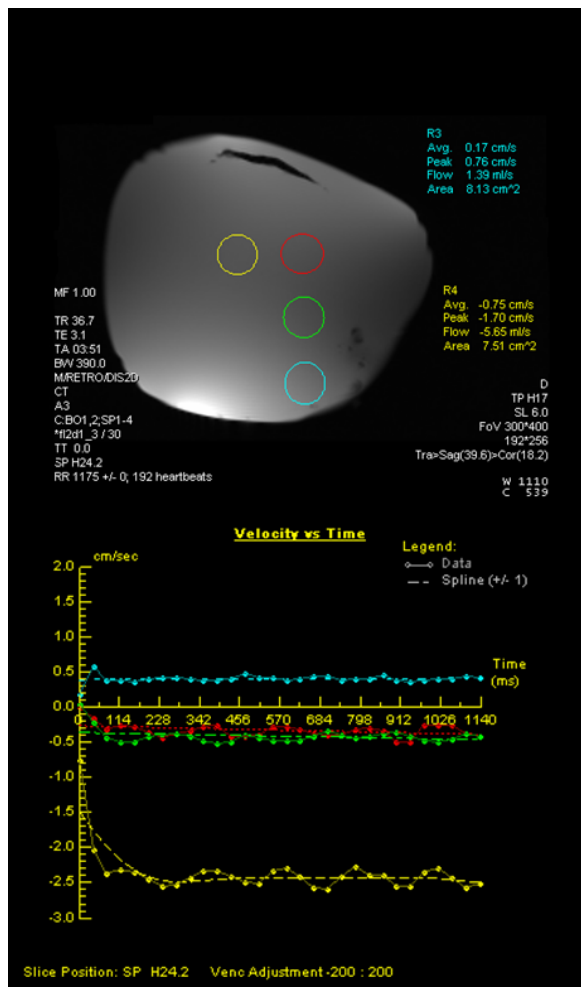 R3
Avg. 0.17 cm/s
Peak 0.76 cm/s
Flow 1.39 ml/s
Area 8.13 cm^2
R4
Avg. -0.75 cm/s
Peak -1.70 cm/s
Flow -5.65 ml/s
Area 7.51 cm^2
MF 1.00
TR 36.7
TE 3.1
TA 03:51
BW 390.0
M/RETRO/DIS2D
CT
A3
C:BO1,2;SP1-4
*fl2d1_3 / 30
TT 0.0
SP H24.2
RR 1175 +/- 0; 192 heartbeats
D
TP H17
SL 6.0
FoV 300*400
192*256
Tra>Sag(39.6)>Cor(18.2)
W 1110
C 539
Velocity vs Time
Legend:
Data
Spline (+/- 1)
cm/sec
2.0
1.5
1.0
0.5
0.0
-0.5
-1.0
-1.5
-2.0
-2.5
-3.0
Time
(ms)
0 114 228 342 456 570 684 798 912 1026 1140
Slice Position: SP H24.2 Venc Adjustment -200 : 200